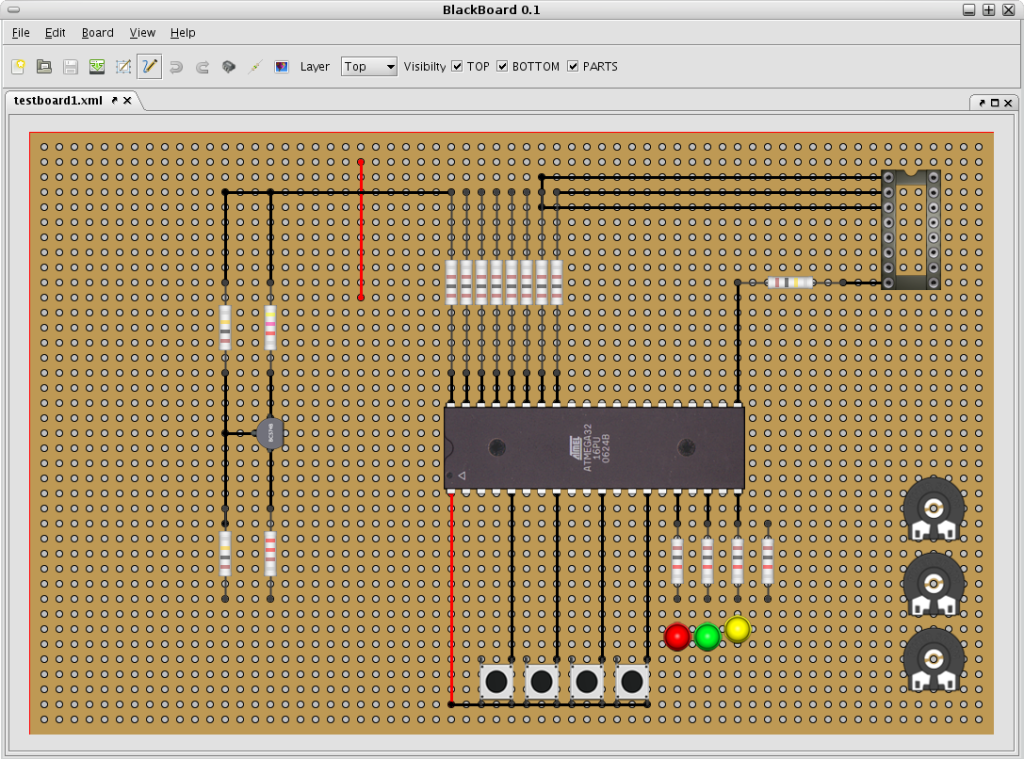 BlackBoard 0.1
File Edit Board View Help
Layer Top Visibilty TOP BOTTOM PARTS
testboard1.xml
ATMEL
ATMEGA32
16PU
0624B